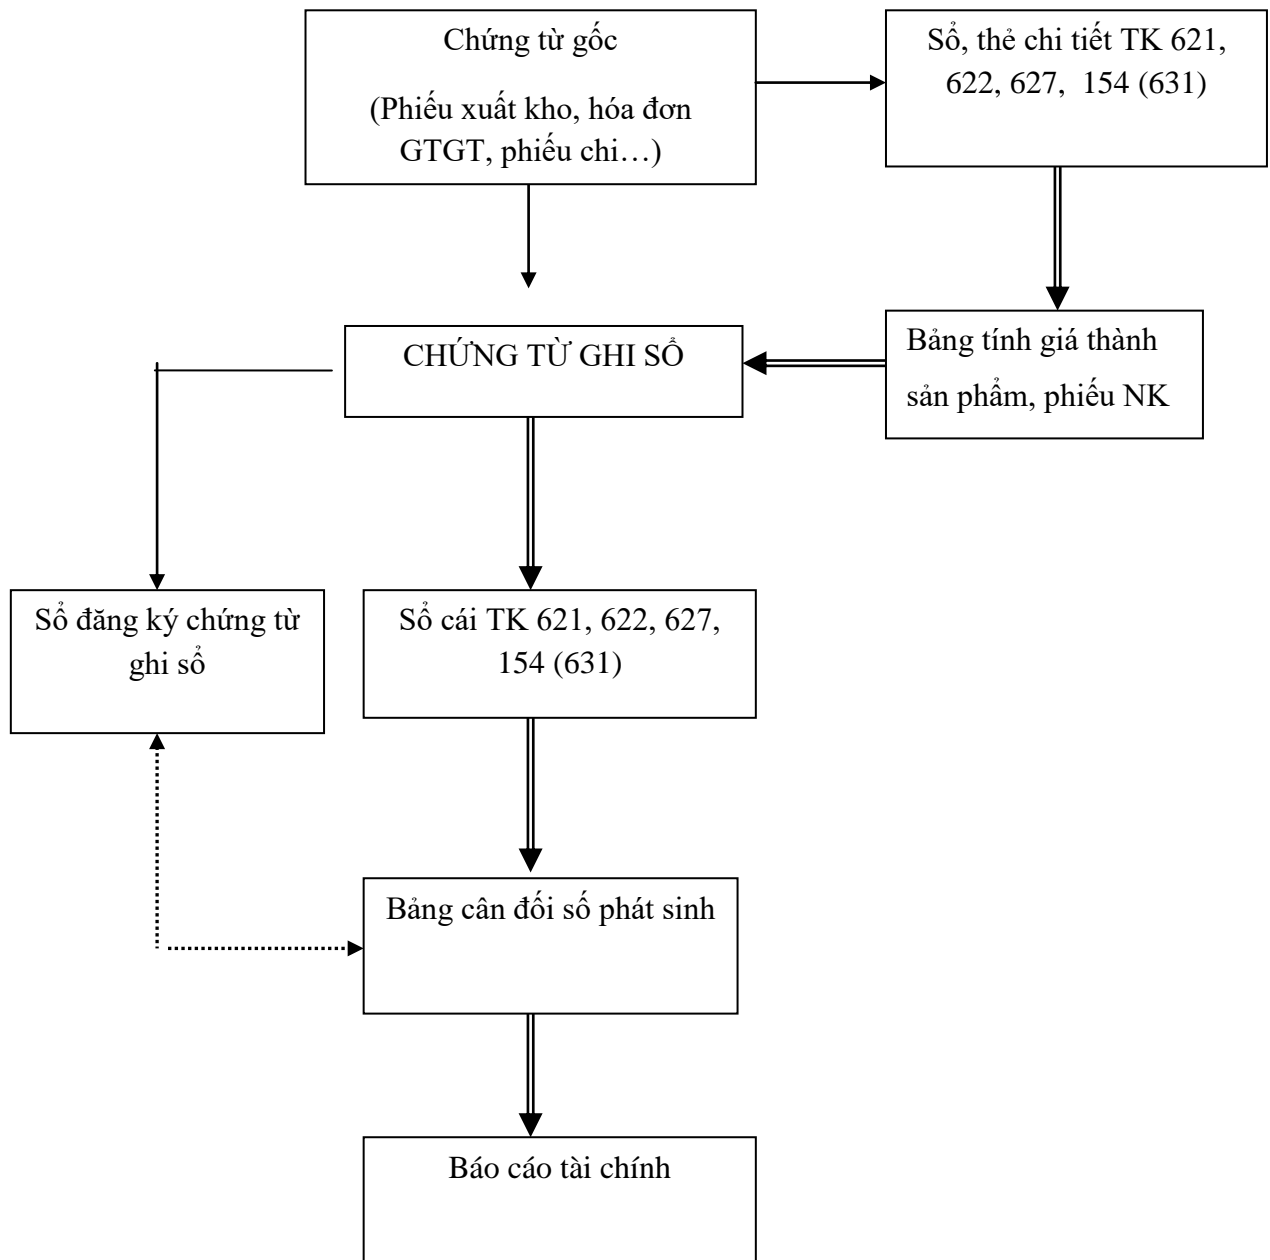 Chứng từ gốc
(Phiếu xuất kho, hóa đơn
GTGT, phiếu chi…)
Sổ, thẻ chi tiết TK 621,
622, 627, 154 (631)
CHỨNG TỪ GHI SỔ
Bảng tính giá thành
sản phẩm, phiếu NK
Sổ đăng ký chứng từ
ghi sổ
Sổ cái TK 621, 622, 627,
154 (631)
Bảng cân đối số phát sinh
Báo cáo tài chính